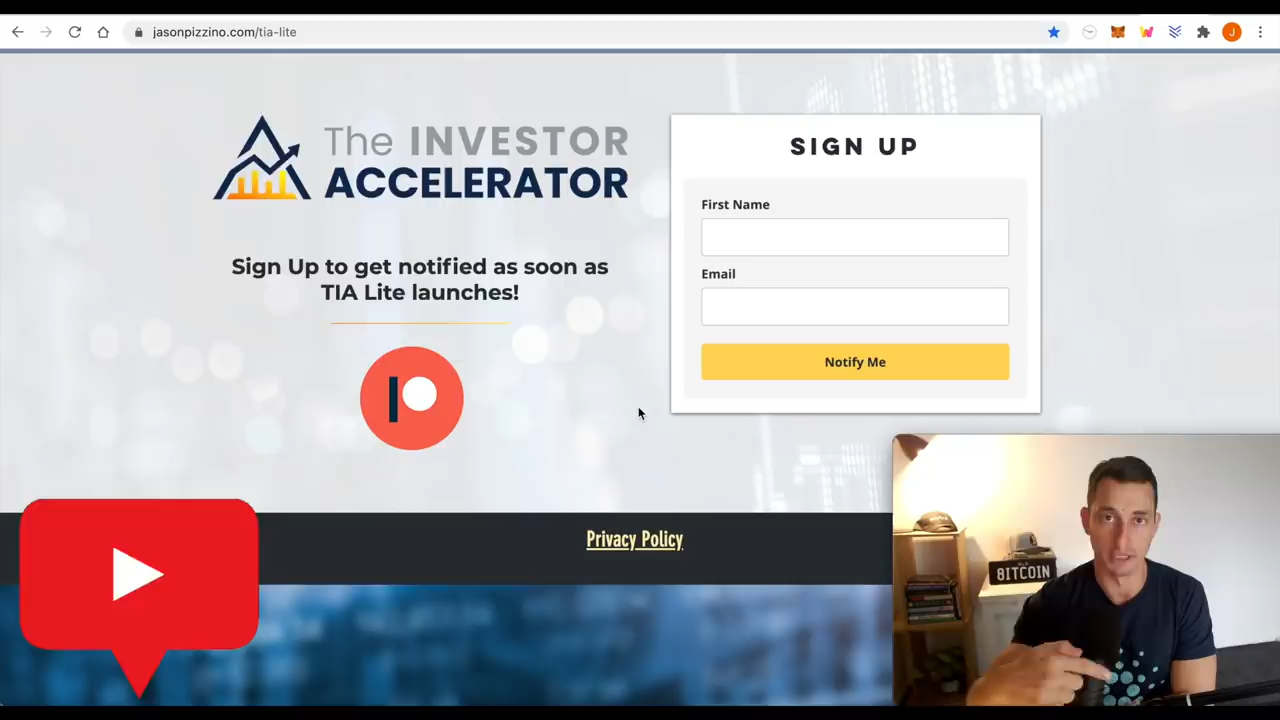 jasonpizzino.com/tia-lite
J
The INVESTOR
ACCELERATOR
Sign Up to get notified as soon as
TIA Lite launches!
SIGN UP
First Name
Email
Notify Me
Privacy Policy
8ITCOIN